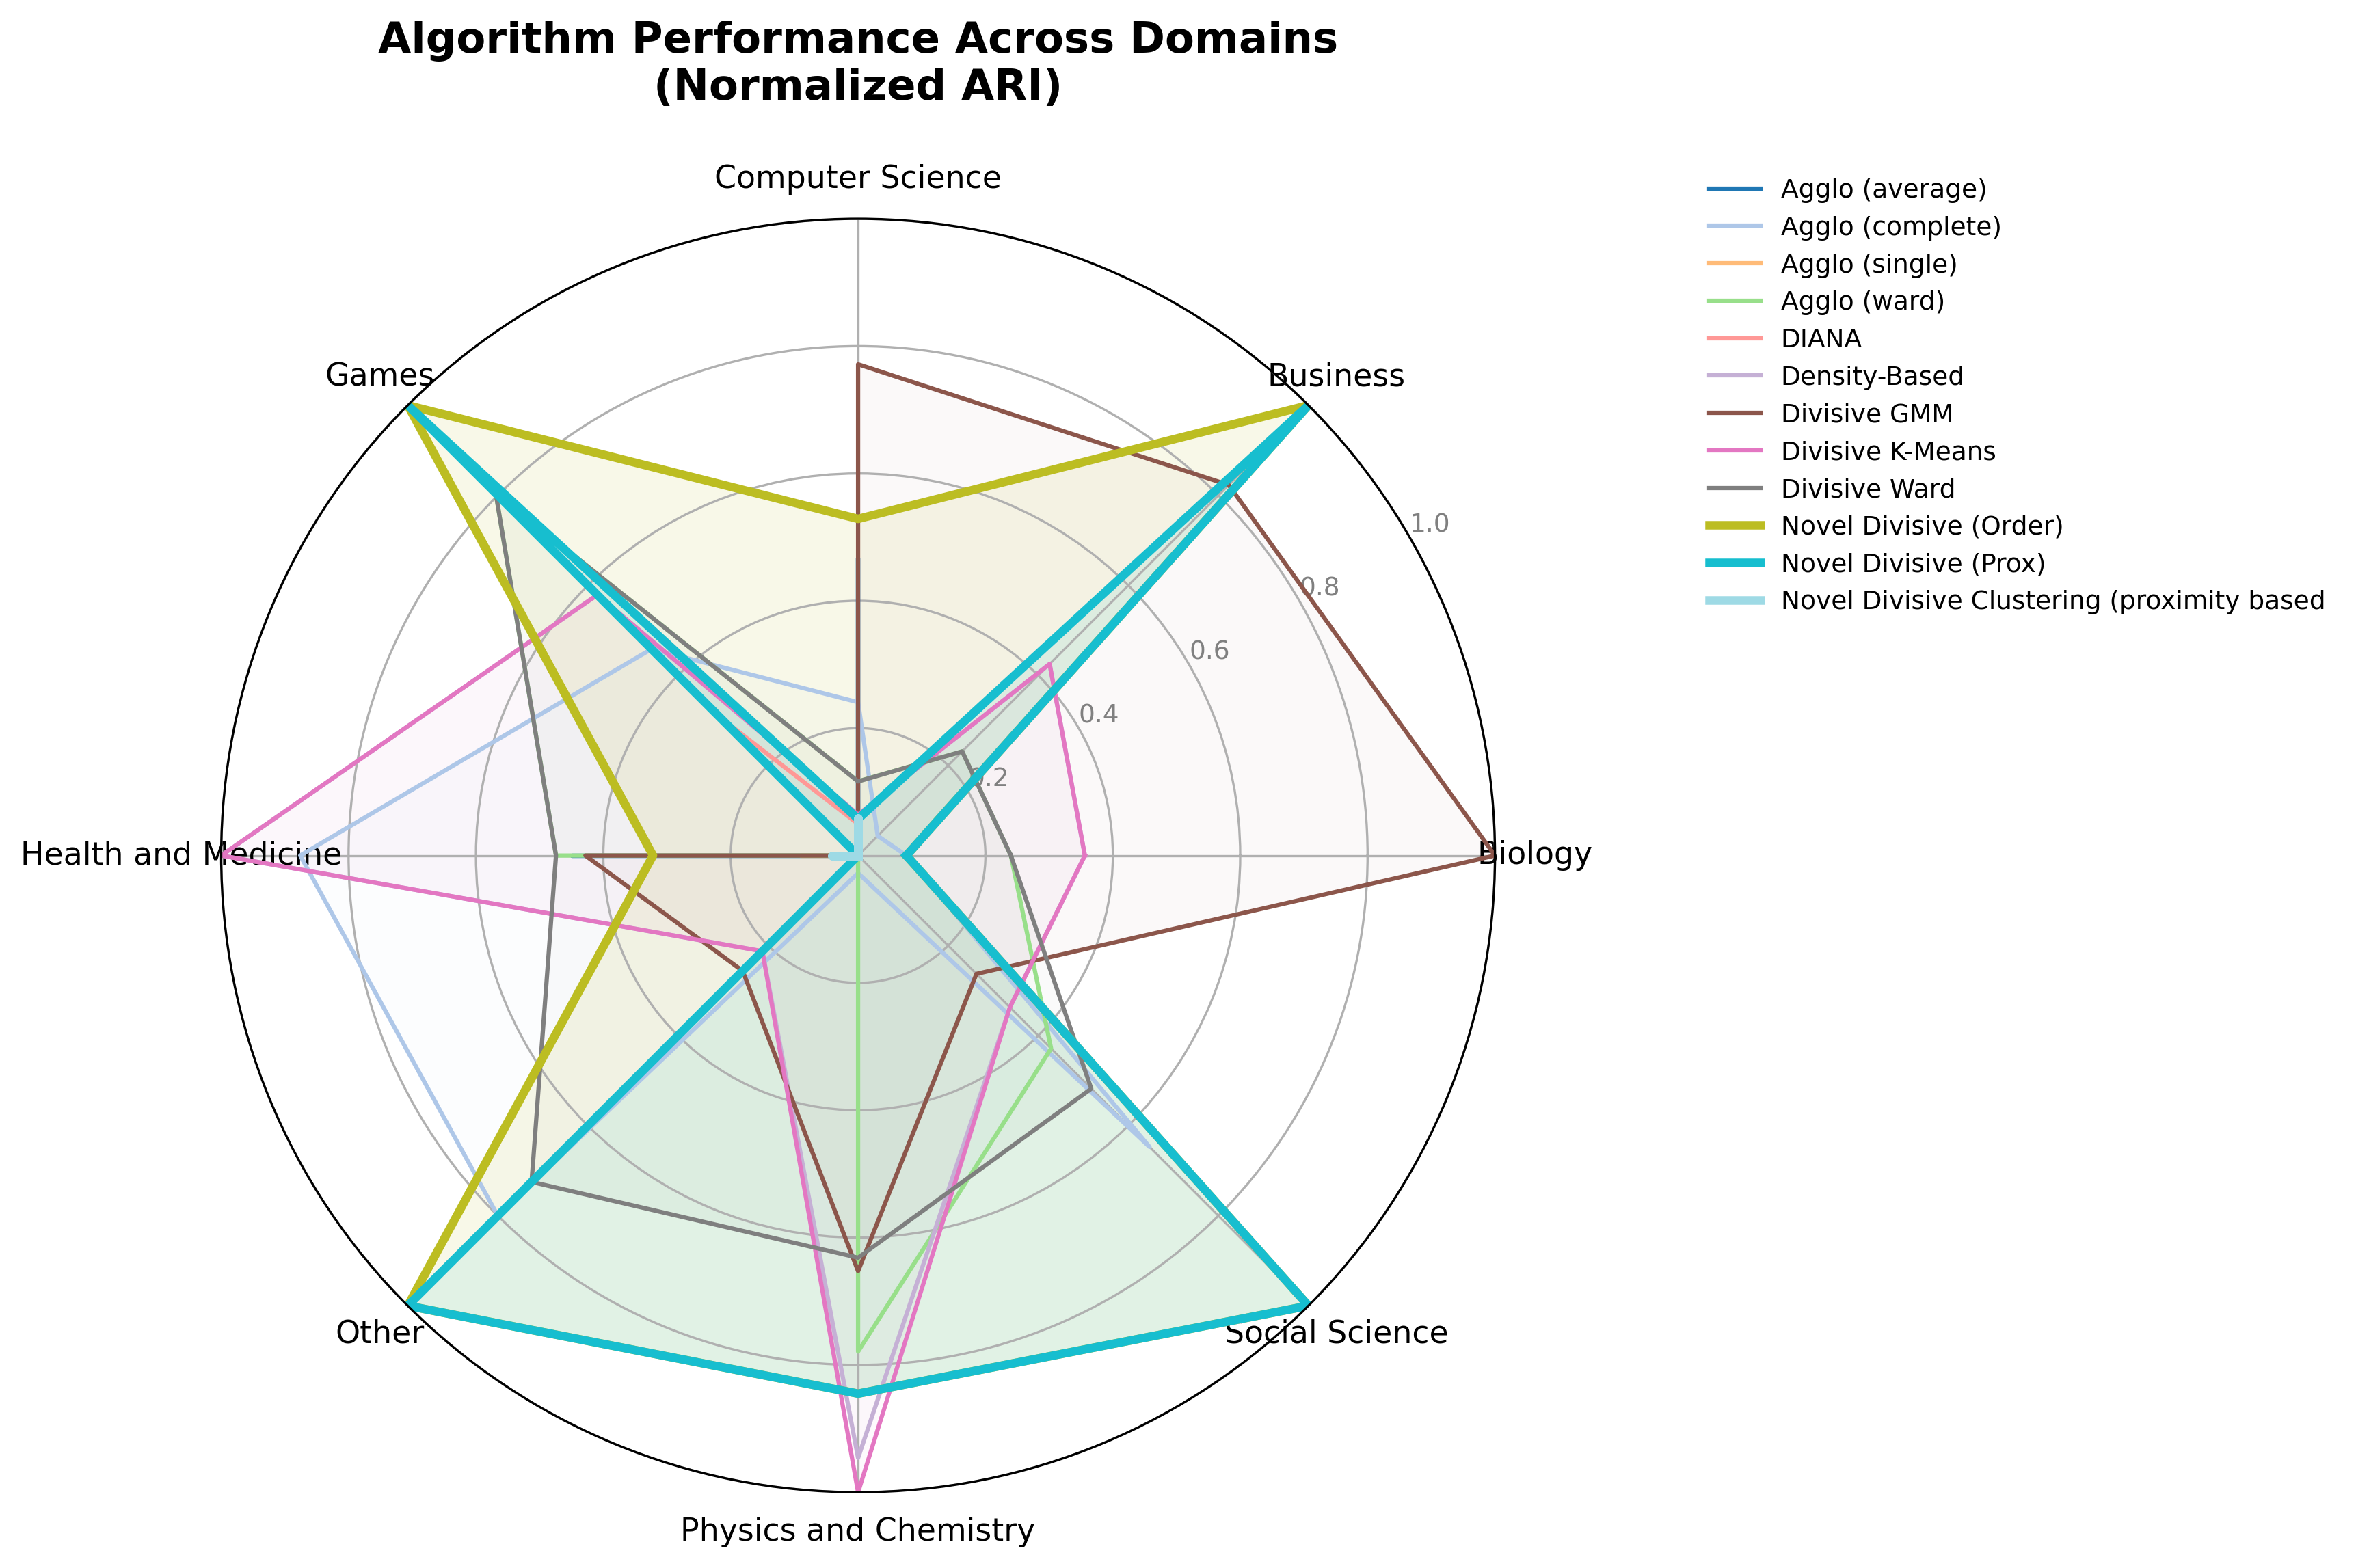 Algorithm Performance Across Domains
(Normalized ARI)
Computer Science
Games
Business
Health and Medicine
Biology
Other
Social Science
Physics and Chemistry
1.0
0.8
0.6
0.4
0.2
Agglo (average)
Agglo (complete)
Agglo (single)
Agglo (ward)
DIANA
Density-Based
Divisive GMM
Divisive K-Means
Divisive Ward
Novel Divisive (Order)
Novel Divisive (Prox)
Novel Divisive Clustering (proximity based